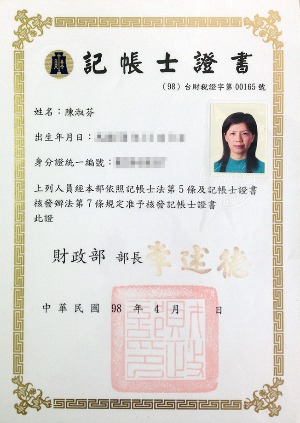 記帳士證書
（98）台財稅證字第00165號
姓名：陳淑芬
出生年月日：
身分證統一編號：
上列人員經本部依照記帳士法第5條及記帳士證書
核發辦法第7條規定准予核發記帳士證書
此證
財政部 部長 李述德
中華民國 98 年 4 月 日
財政部印